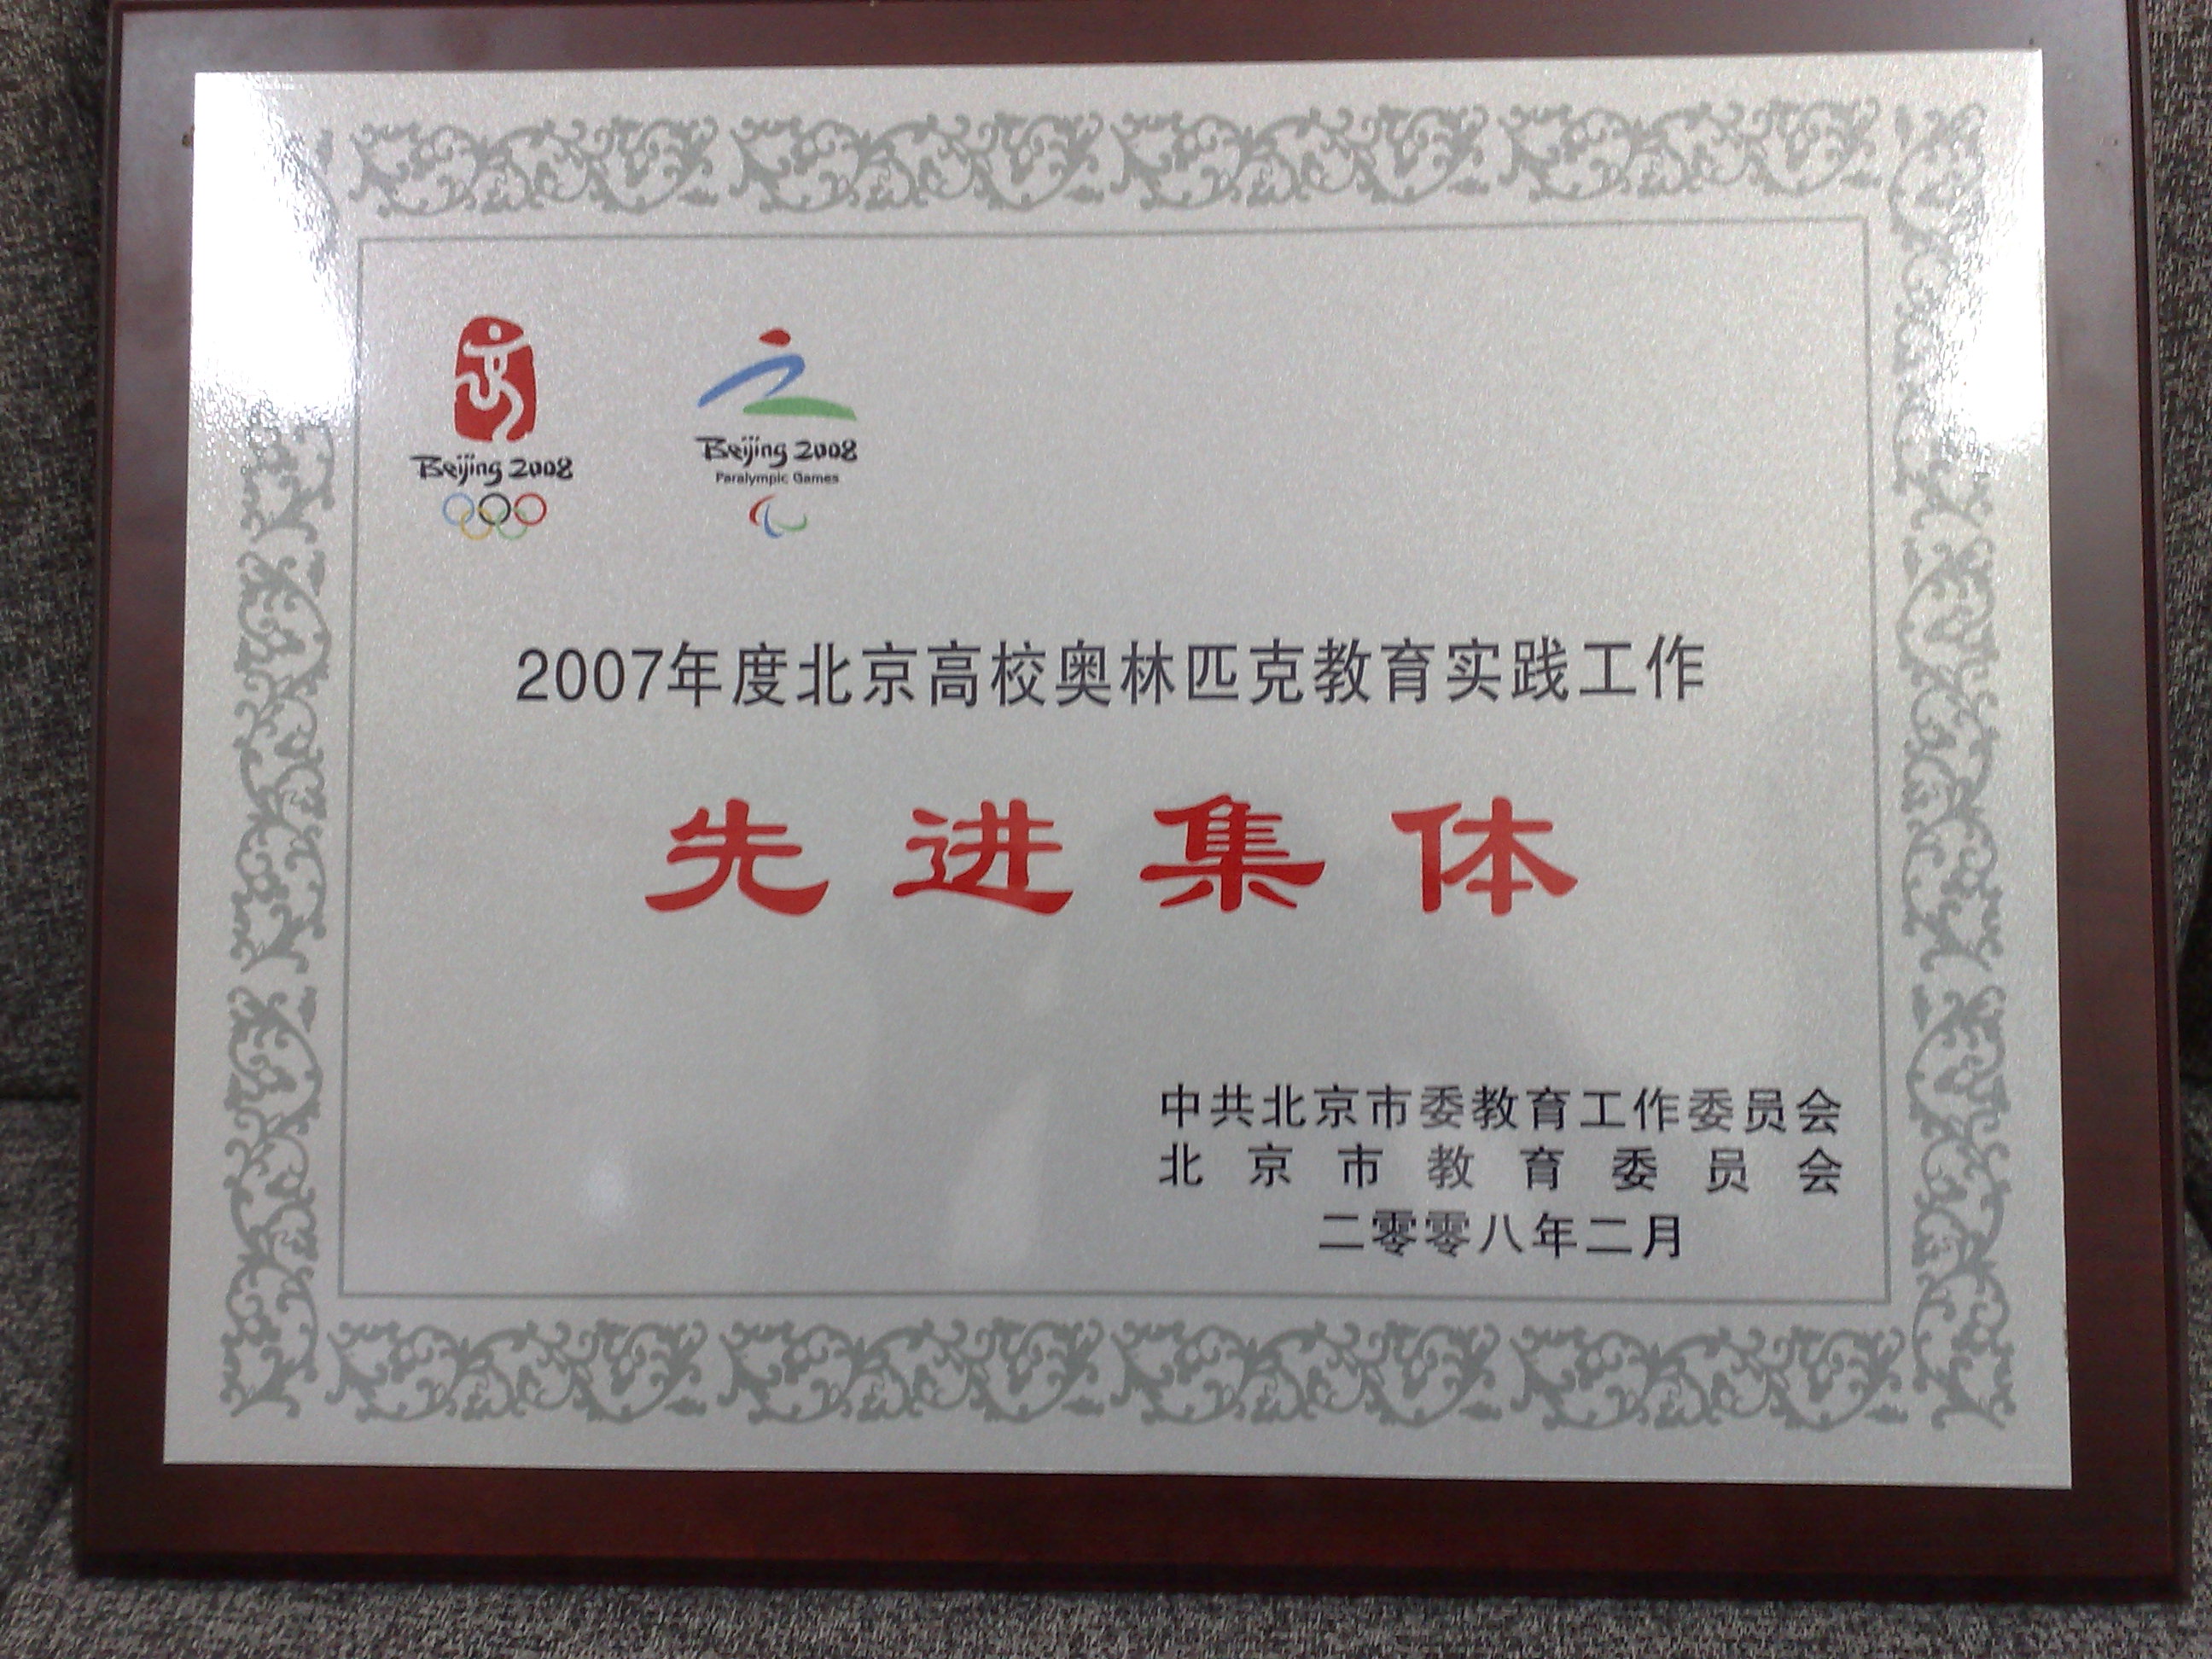 Beijing 2008
Beijing 2008
Paralympic Games
2007年度北京高校奥林匹克教育实践工作
先进集体
中共北京市委教育工作委员会
北京市教育委员会
二零零八年二月